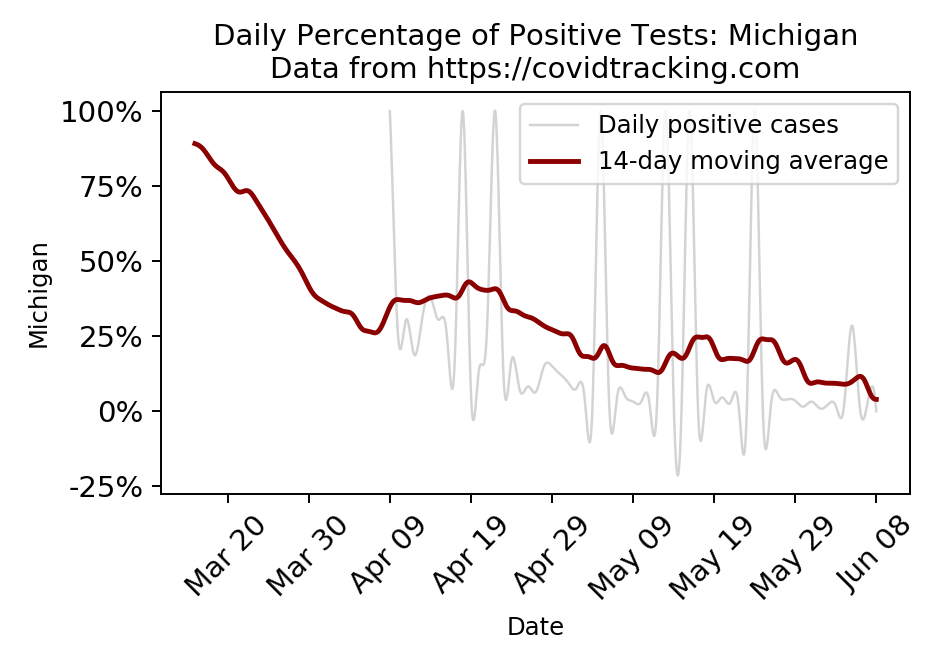 Daily Percentage of Positive Tests: Michigan
Data from https://covidtracking.com
100%
75%
50%
25%
0%
-25%
Michigan
Daily positive cases
14-day moving average
Mar 20
Mar 30
Apr 09
Apr 19
Apr 29
May 09
May 19
May 29
Jun 08
Date